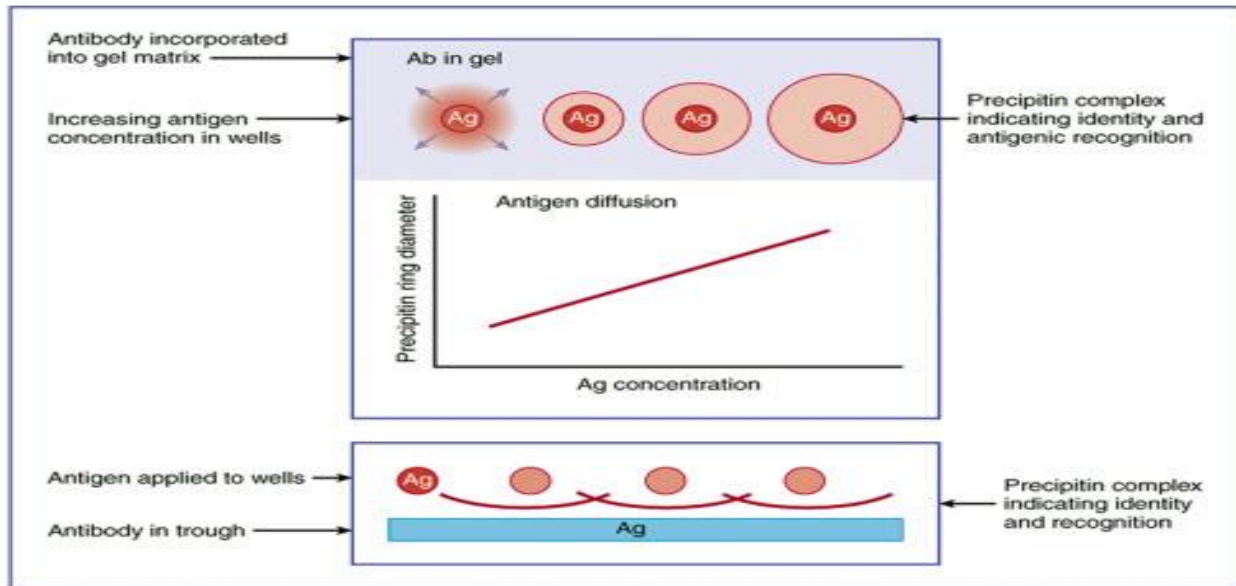 Antibody incorporated
into gel matrix
Ab in gel
Increasing antigen
concentration in wells
Ag
Ag
Ag
Ag
Precipitin complex
indicating identity and
antigenic recognition
Antigen diffusion
Precipitin ring diameter
Ag concentration
Antigen applied to wells
Ag
Antibody in trough
Ag
Precipitin complex
indicating identity
and recognition